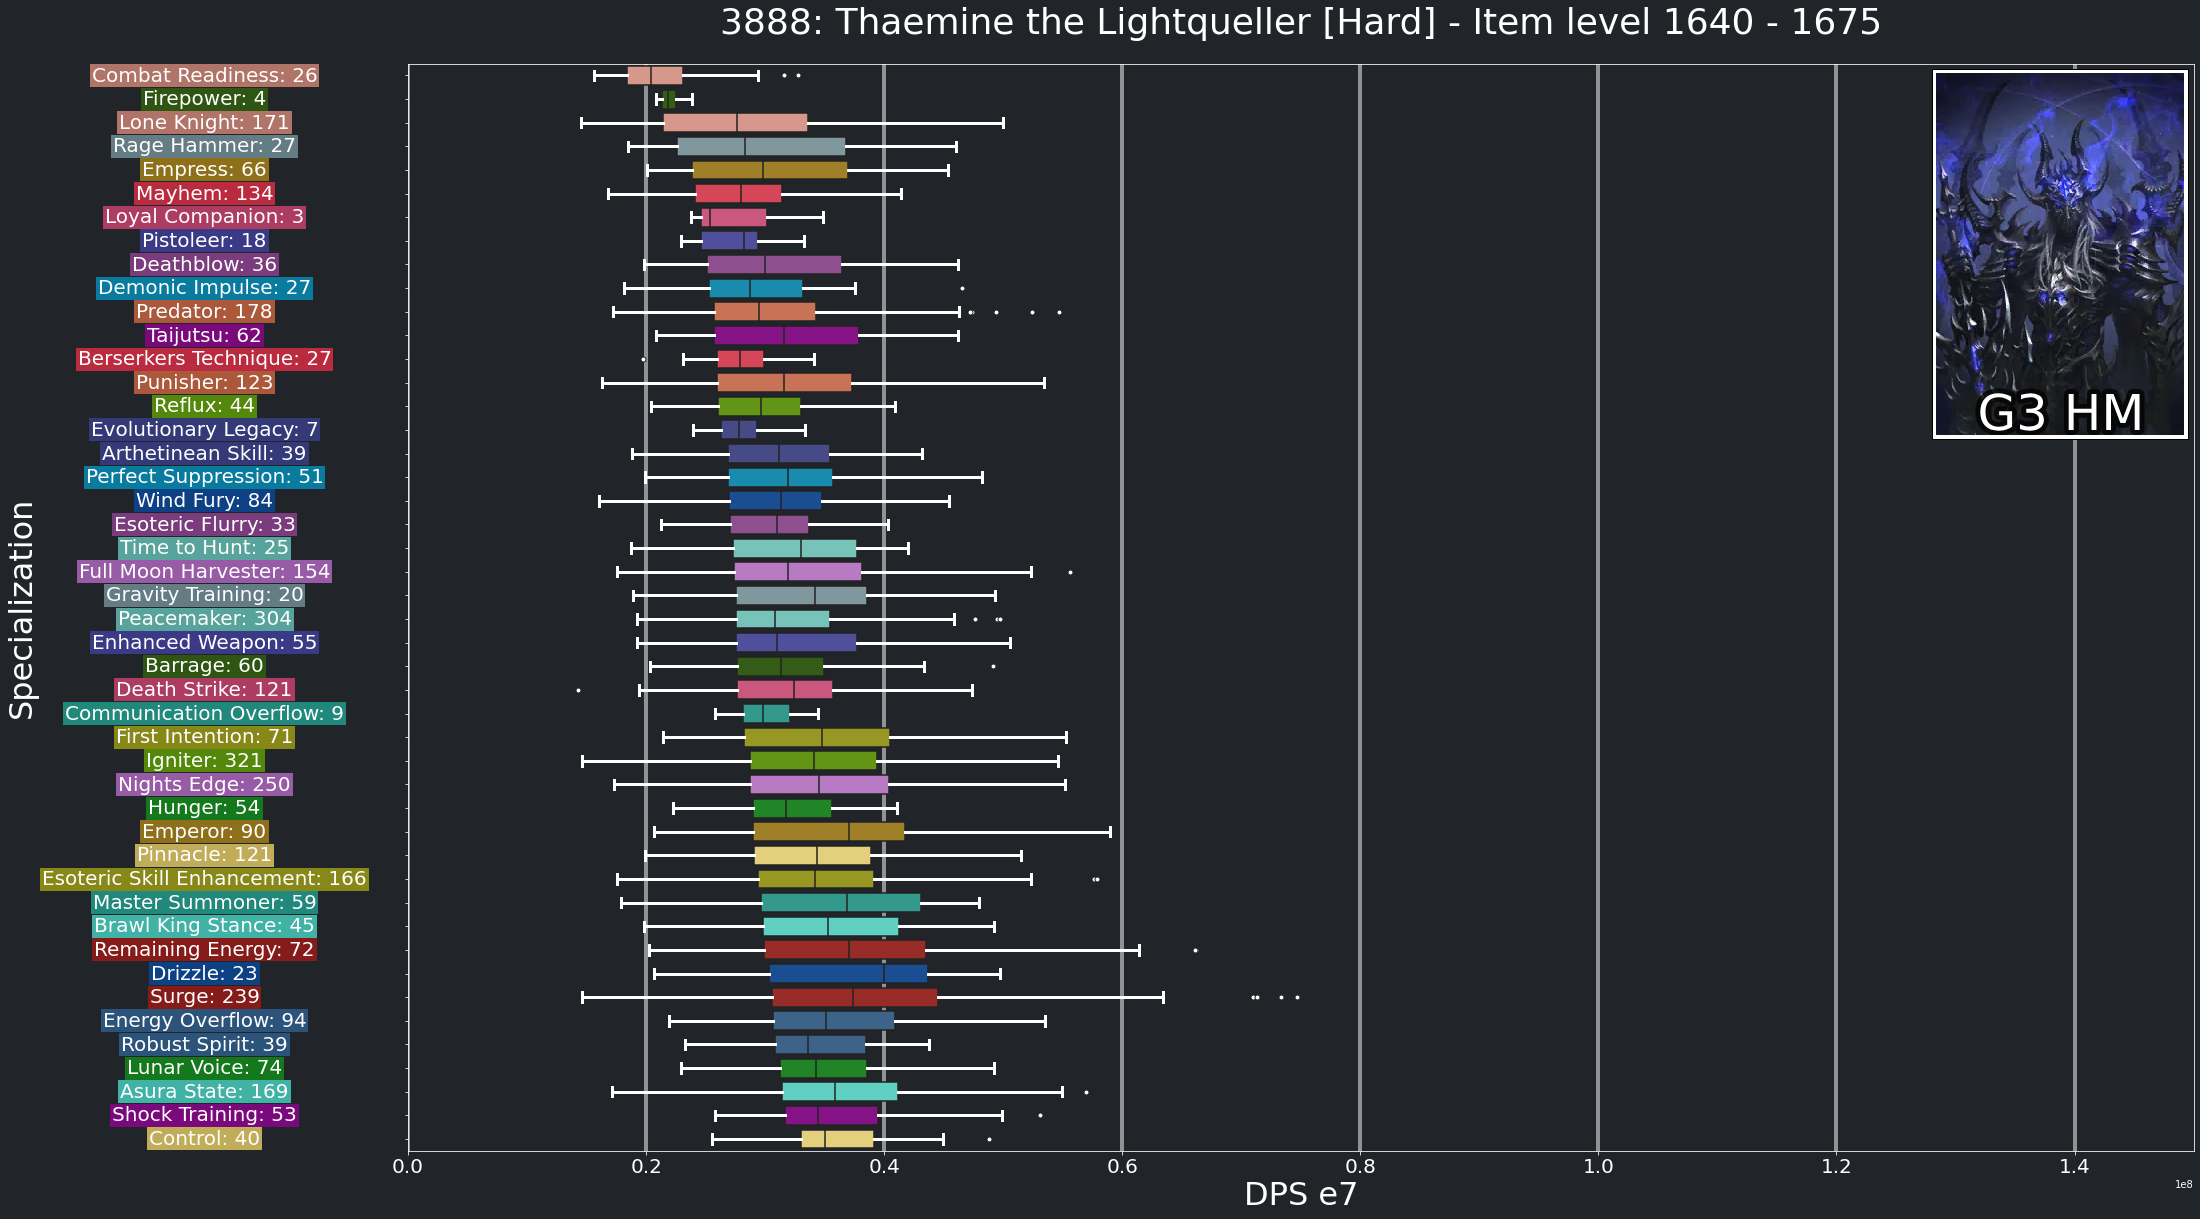 3888: Thaemine the Lightqueller [Hard] - Item level 1640 - 1675
Combat Readiness: 26
Firepower: 4
Lone Knight: 171
Rage Hammer: 27
Empress: 66
Mayhem: 134
Loyal Companion: 3
Pistoleer: 18
Deathblow: 36
Demonic Impulse: 27
Predator: 178
Taijutsu: 62
Berserkers Technique: 27
Punisher: 123
Reflux: 44
Evolutionary Legacy: 7
Arthetinean Skill: 39
Perfect Suppression: 51
Wind Fury: 84
Esoteric Flurry: 33
Time to Hunt: 25
Full Moon Harvester: 154
Gravity Training: 20
Peacemaker: 304
Enhanced Weapon: 55
Barrage: 60
Death Strike: 121
Communication Overflow: 9
First Intention: 71
Igniter: 321
Nights Edge: 250
Hunger: 54
Emperor: 90
Pinnacle: 121
Esoteric Skill Enhancement: 166
Master Summoner: 59
Brawl King Stance: 45
Remaining Energy: 72
Drizzle: 23
Surge: 239
Energy Overflow: 94
Robust Spirit: 39
Lunar Voice: 74
Asura State: 169
Shock Training: 53
Control: 40
Specialization
G3 HM
0.0 0.2 0.4 0.6 0.8 1.0 1.2 1.4
DPS e7
1e8